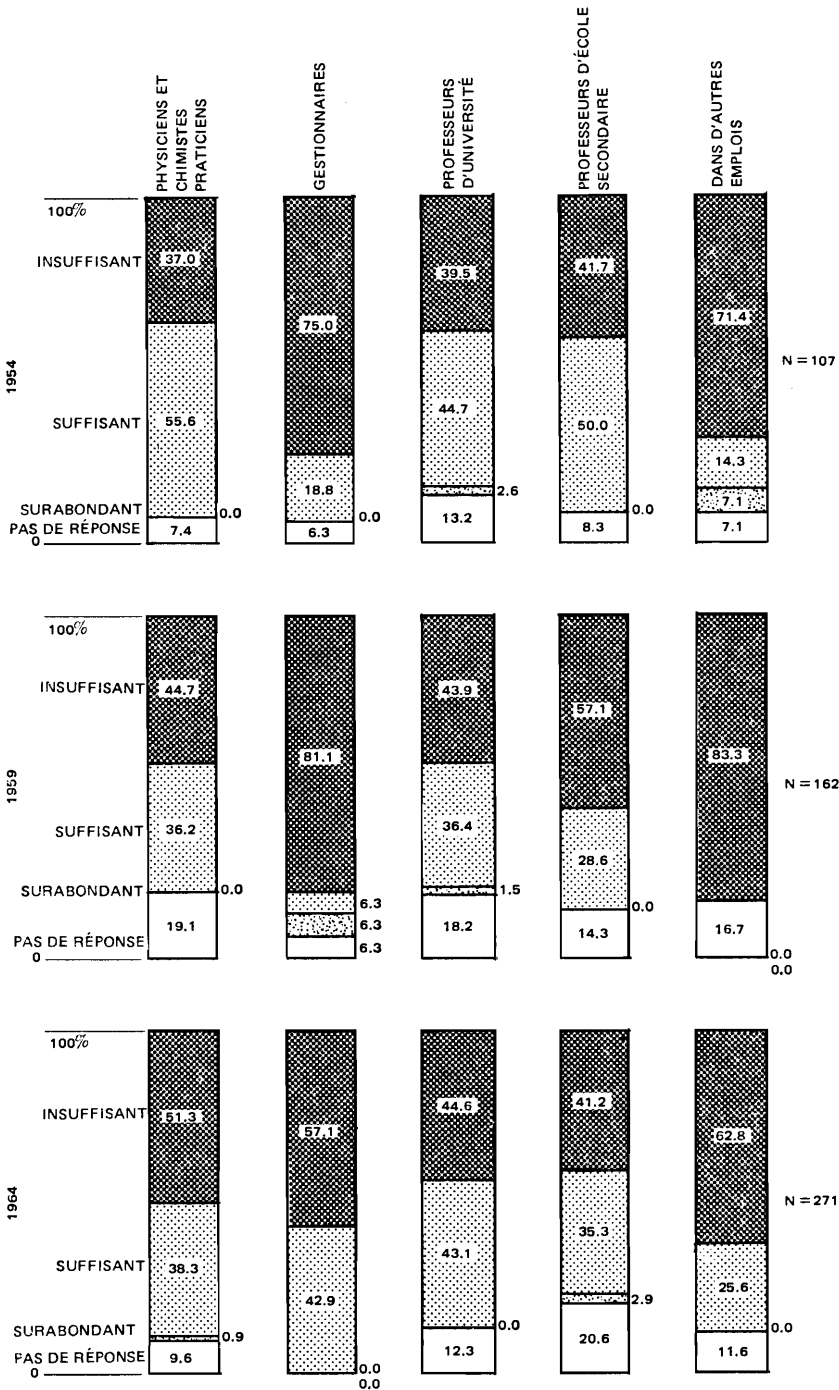 PHYSICIENS ET
CHIMISTES
PRATICIENS
GESTIONNAIRES
PROFESSEURS
D'UNIVERSITÉ
PROFESSEURS D'ÉCOLE
SECONDAIRE
DANS D'AUTRES
EMPLOIS
1954
100%
INSUFFISANT
SUFFISANT
SURABONDANT
PAS DE RÉPONSE
0
37.0
55.6
0.0
7.4
75.0
18.8
0.0
6.3
39.5
44.7
2.6
13.2
41.7
50.0
0.0
8.3
71.4
14.3
7.1
7.1
N = 107
1959
100%
INSUFFISANT
SUFFISANT
SURABONDANT
PAS DE RÉPONSE
0
44.7
36.2
0.0
19.1
81.1
6.3
6.3
6.3
43.9
36.4
1.5
18.2
57.1
28.6
0.0
14.3
83.3
16.7
0.0
0.0
N = 162
1964
100%
INSUFFISANT
SUFFISANT
SURABONDANT
PAS DE RÉPONSE
0
51.3
38.3
0.9
9.6
57.1
42.9
0.0
0.0
44.6
43.1
0.0
12.3
41.2
35.3
2.9
20.6
62.8
25.6
0.0
11.6
N = 271